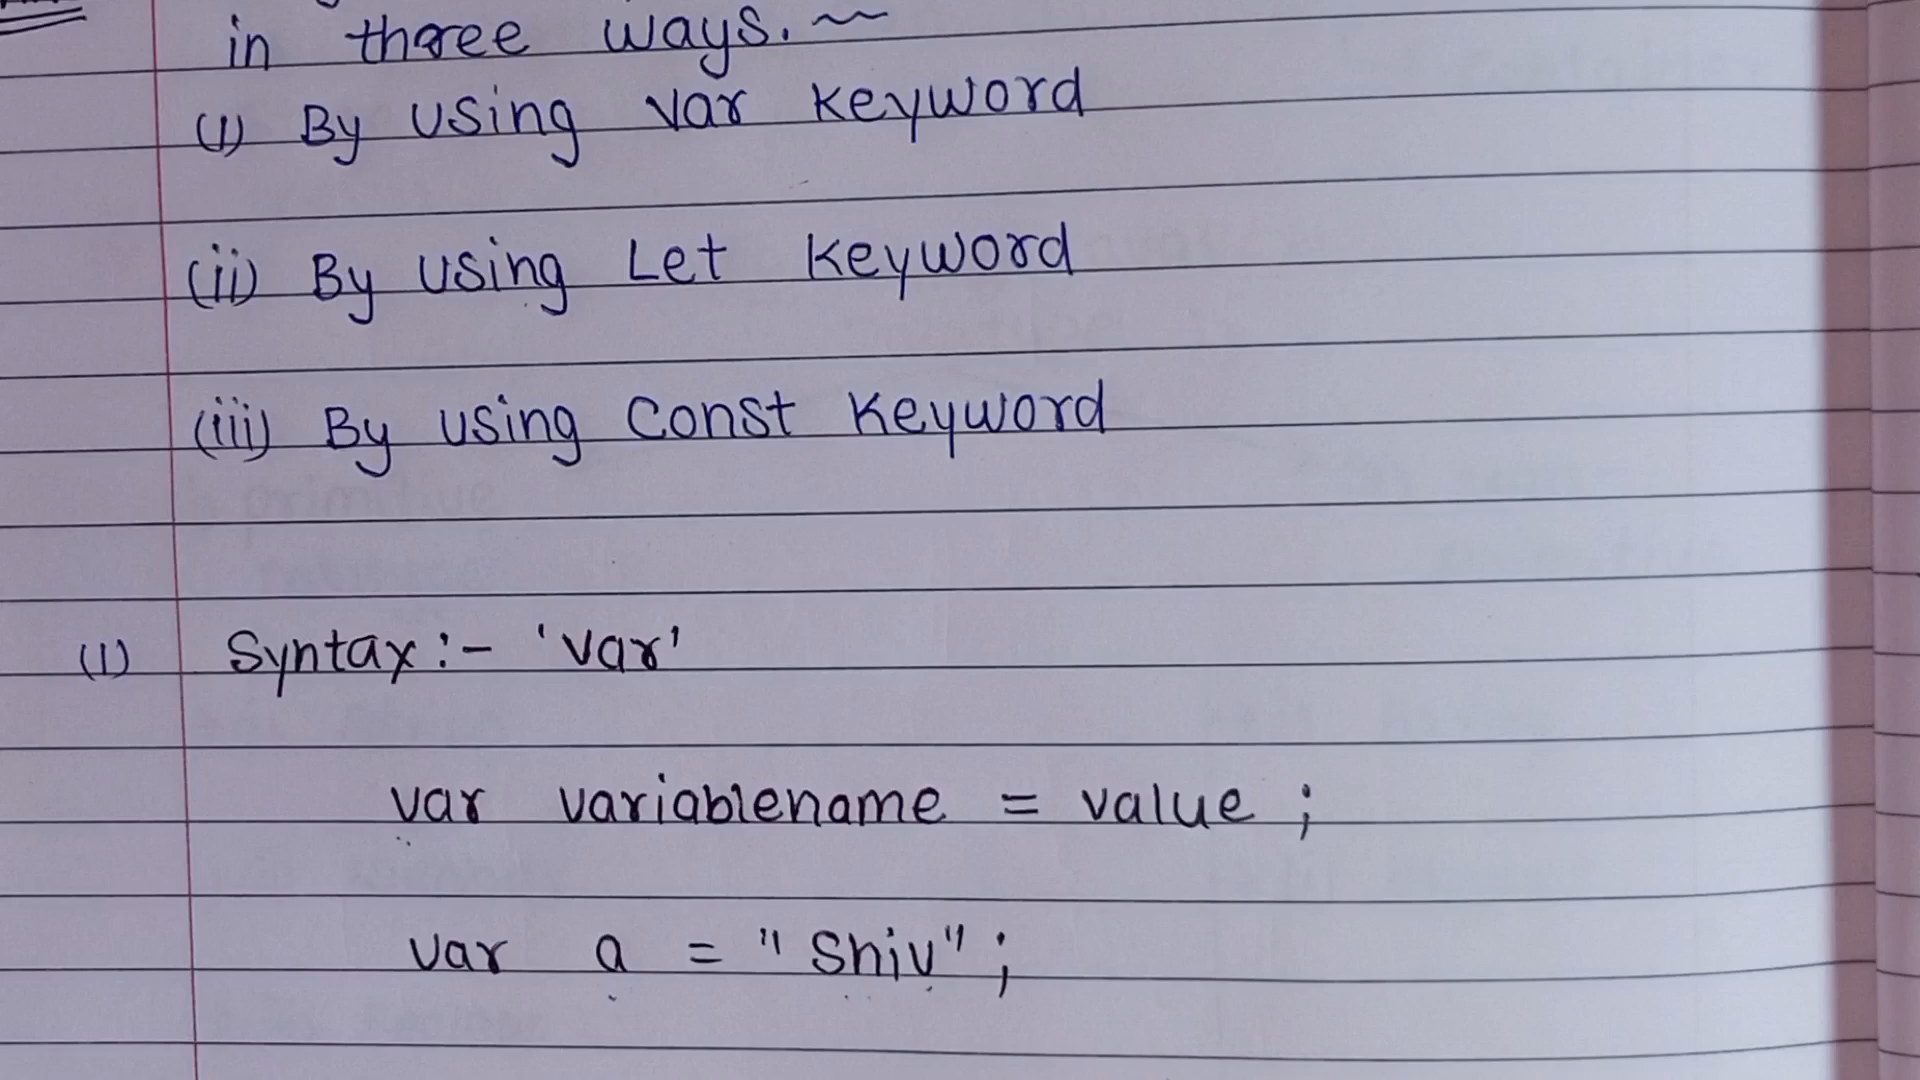 in three ways.
(i) By using var keyword
(ii) By using Let keyword
(iii) By using Const keyword
(1) Syntax :- 'var'
var variablename = value ;
var a = "Shiv" ;